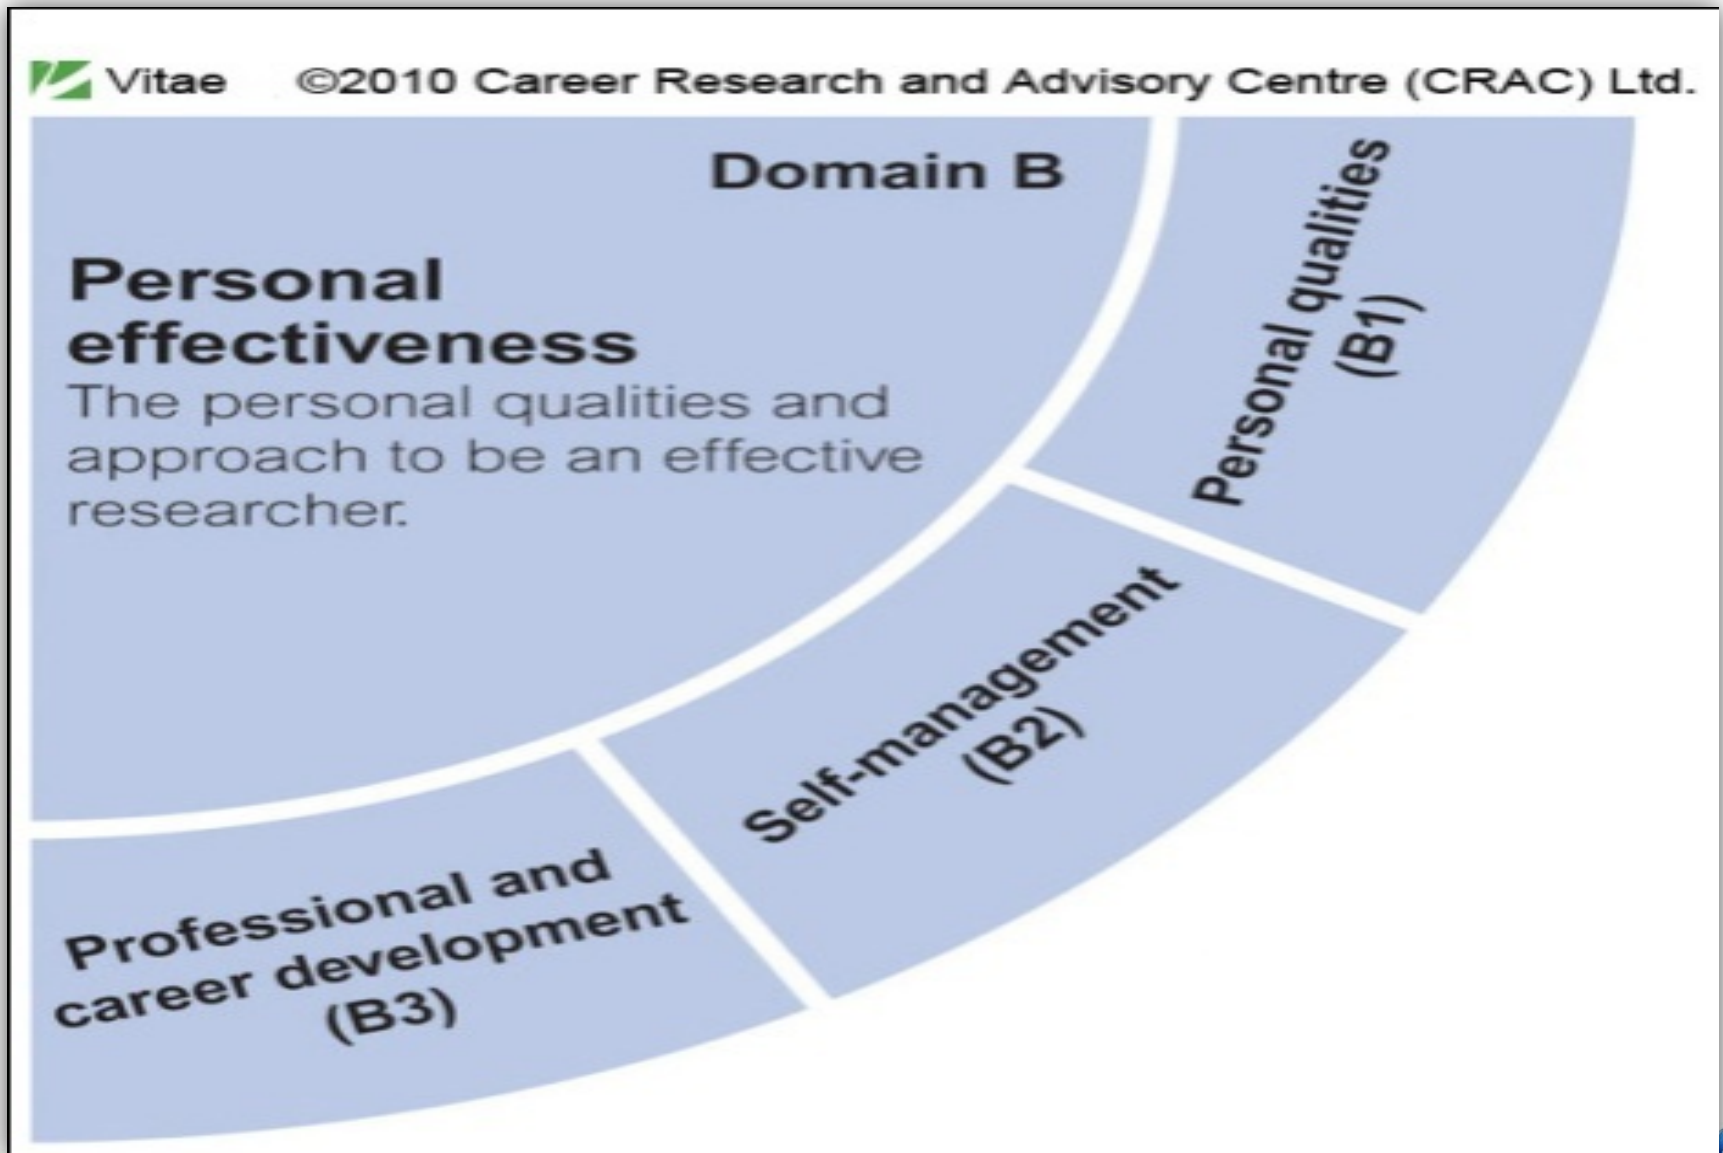 Vitae ©2010 Career Research and Advisory Centre (CRAC) Ltd.
Domain B
Personal
effectiveness
The personal qualities and
approach to be an effective
researcher.
Personal qualities
(B1)
Self-management
(B2)
Professional and
career development
(B3)